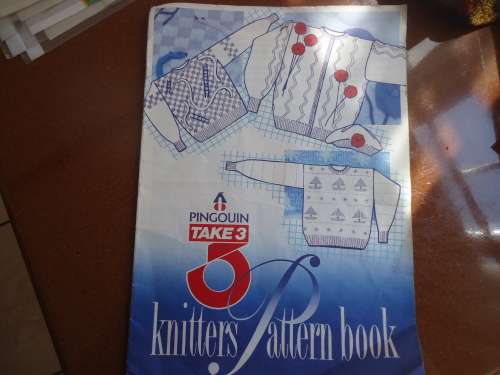 PINGOUIN
TAKE 3
3
knitters Pattern book